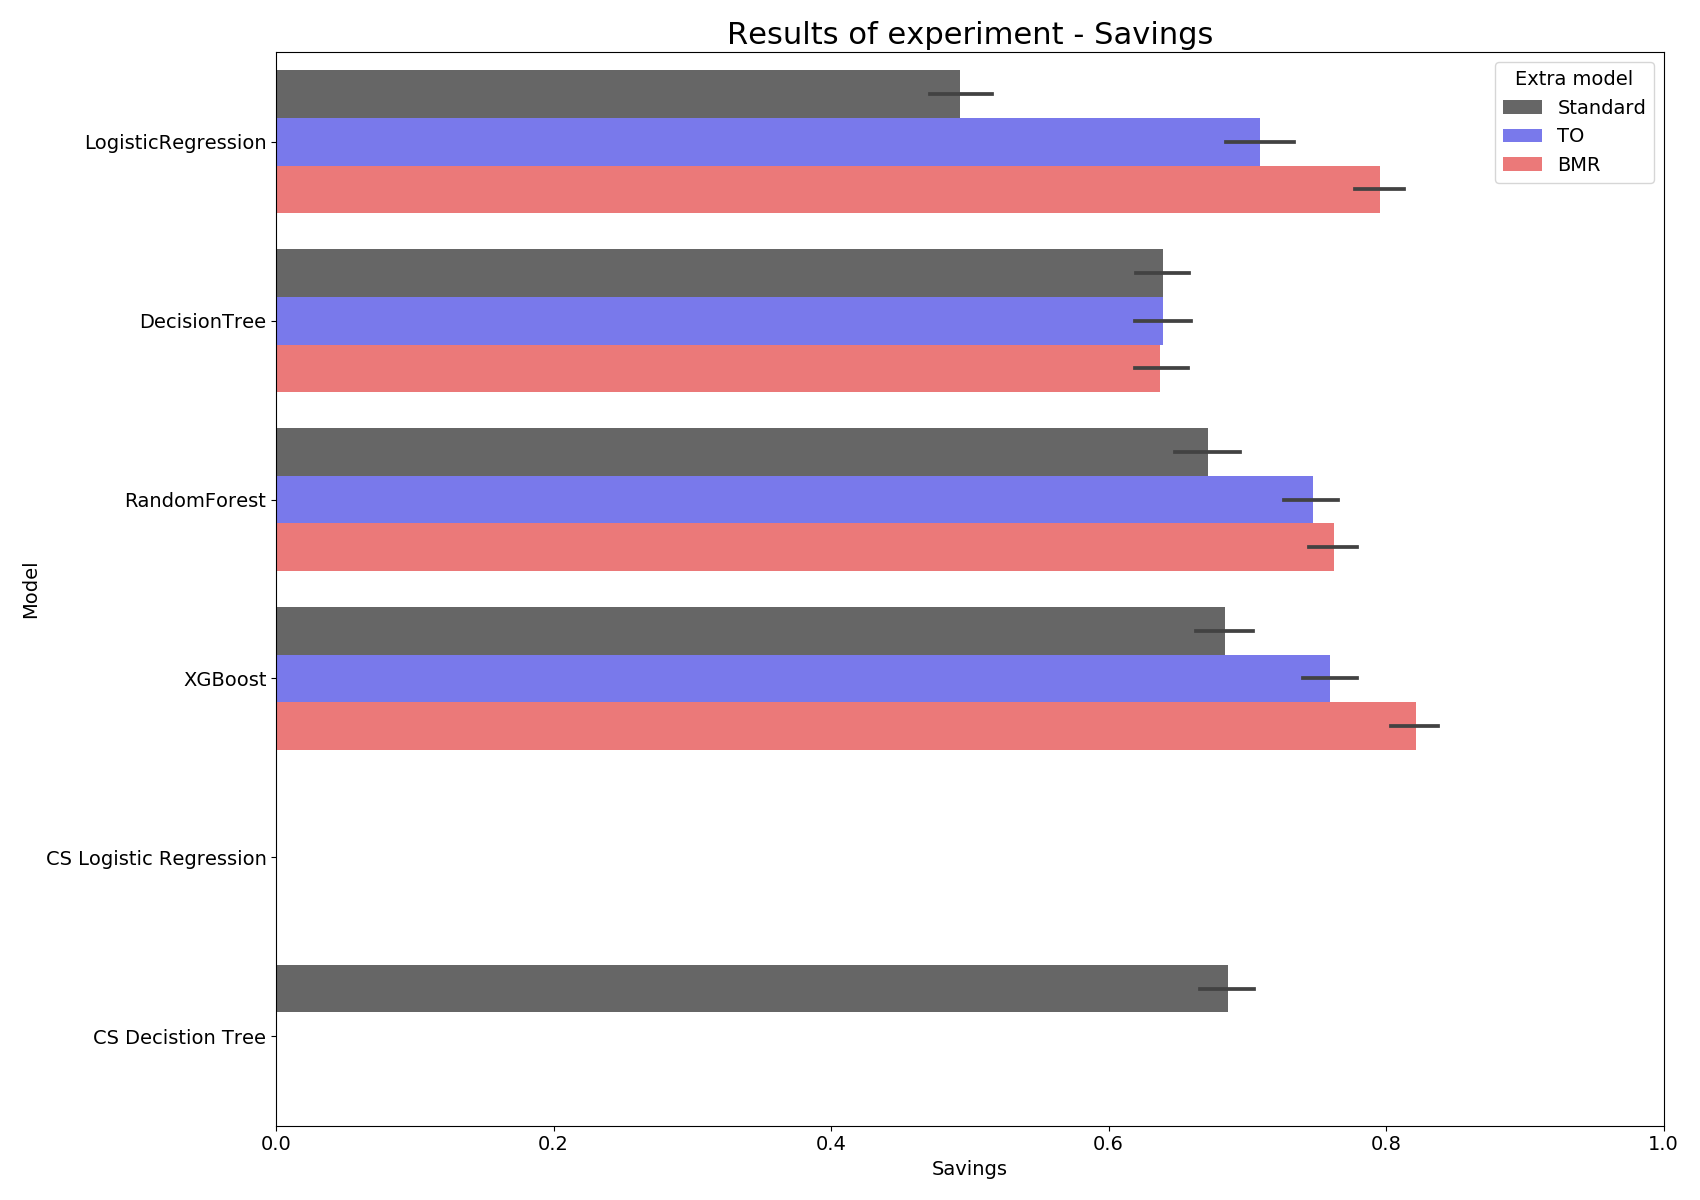 Results of experiment - Savings
Extra model
Standard
TO
BMR
LogisticRegression
DecisionTree
RandomForest
XGBoost
CS Logistic Regression
CS Decistion Tree
Model
0.0 0.2 0.4 0.6 0.8 1.0
Savings